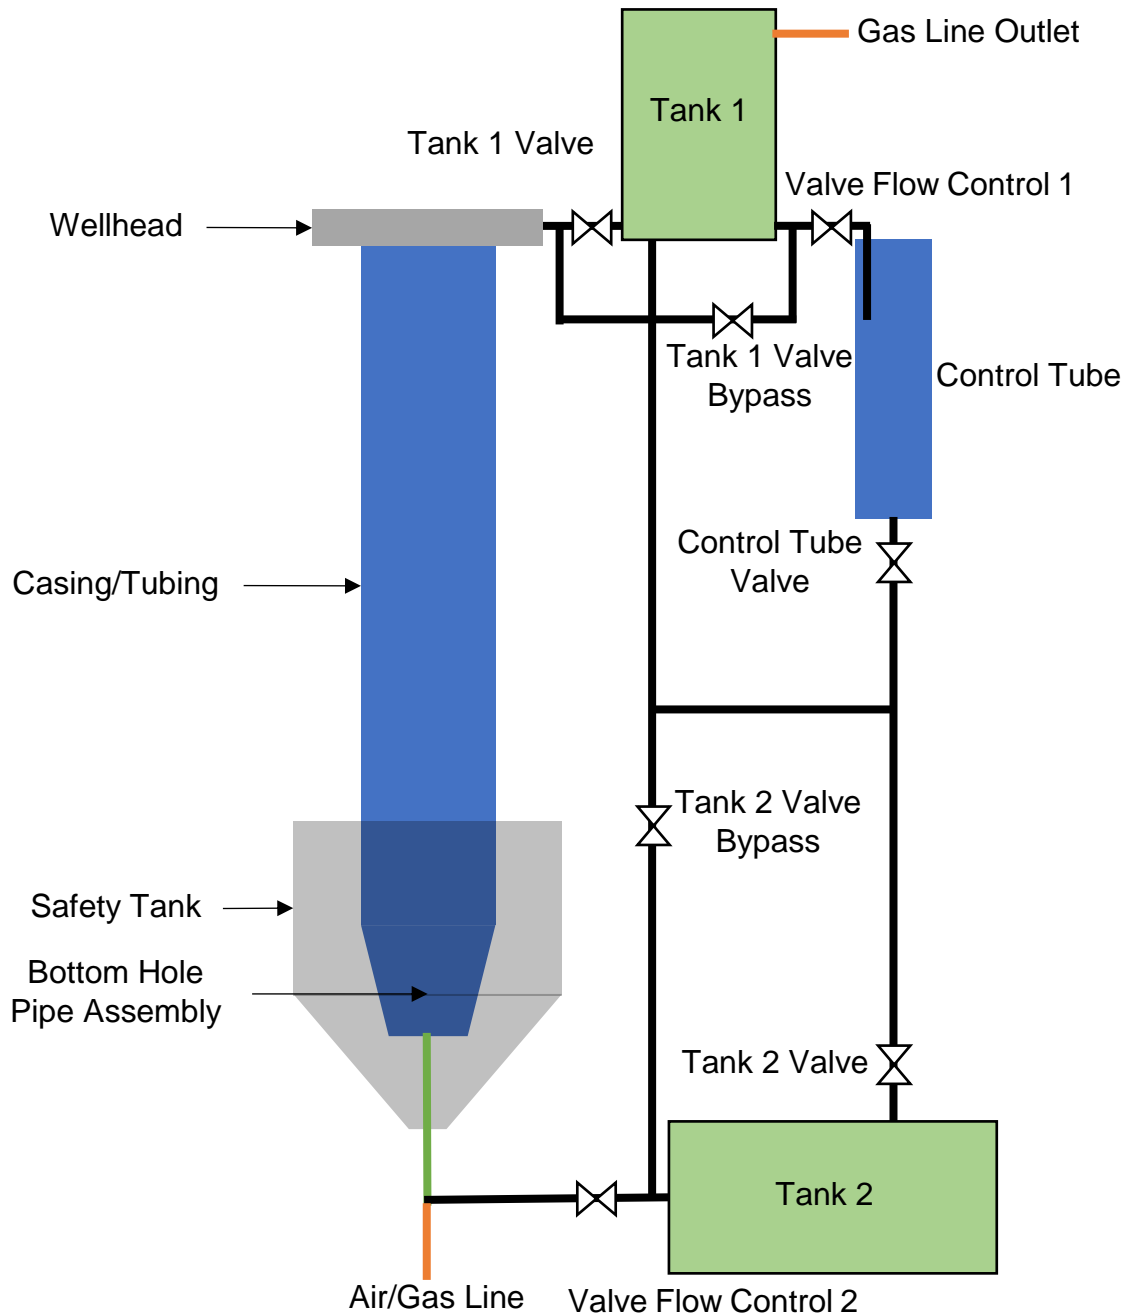 Gas Line Outlet
Tank 1
Tank 1 Valve
Valve Flow Control 1
Wellhead
Tank 1 Valve
Bypass
Control Tube
Control Tube
Valve
Casing/Tubing
Tank 2 Valve
Bypass
Safety Tank
Bottom Hole
Pipe Assembly
Tank 2 Valve
Tank 2
Air/Gas Line
Valve Flow Control 2